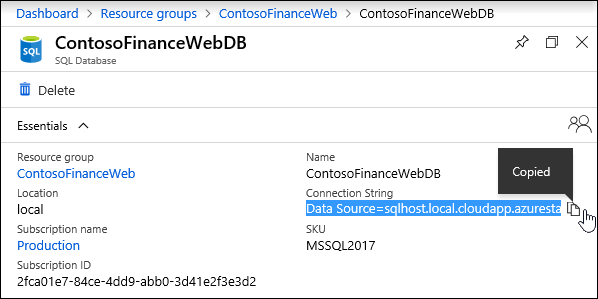 Dashboard > Resource groups > ContosoFinanceWeb > ContosoFinanceWebDB
ContosoFinanceWebDB
SQL
SQL Database
Delete
Essentials
Copied
Resource group
ContosoFinanceWeb
Name
ContosoFinanceWebDB
Location
local
Connection String
Data Source=sqlhost.local.cloudapp.azuresta
Subscription name
Production
SKU
MSSQL2017
Subscription ID
2fca01e7-84ce-4dd9-abb0-3d41e2f3e3d2